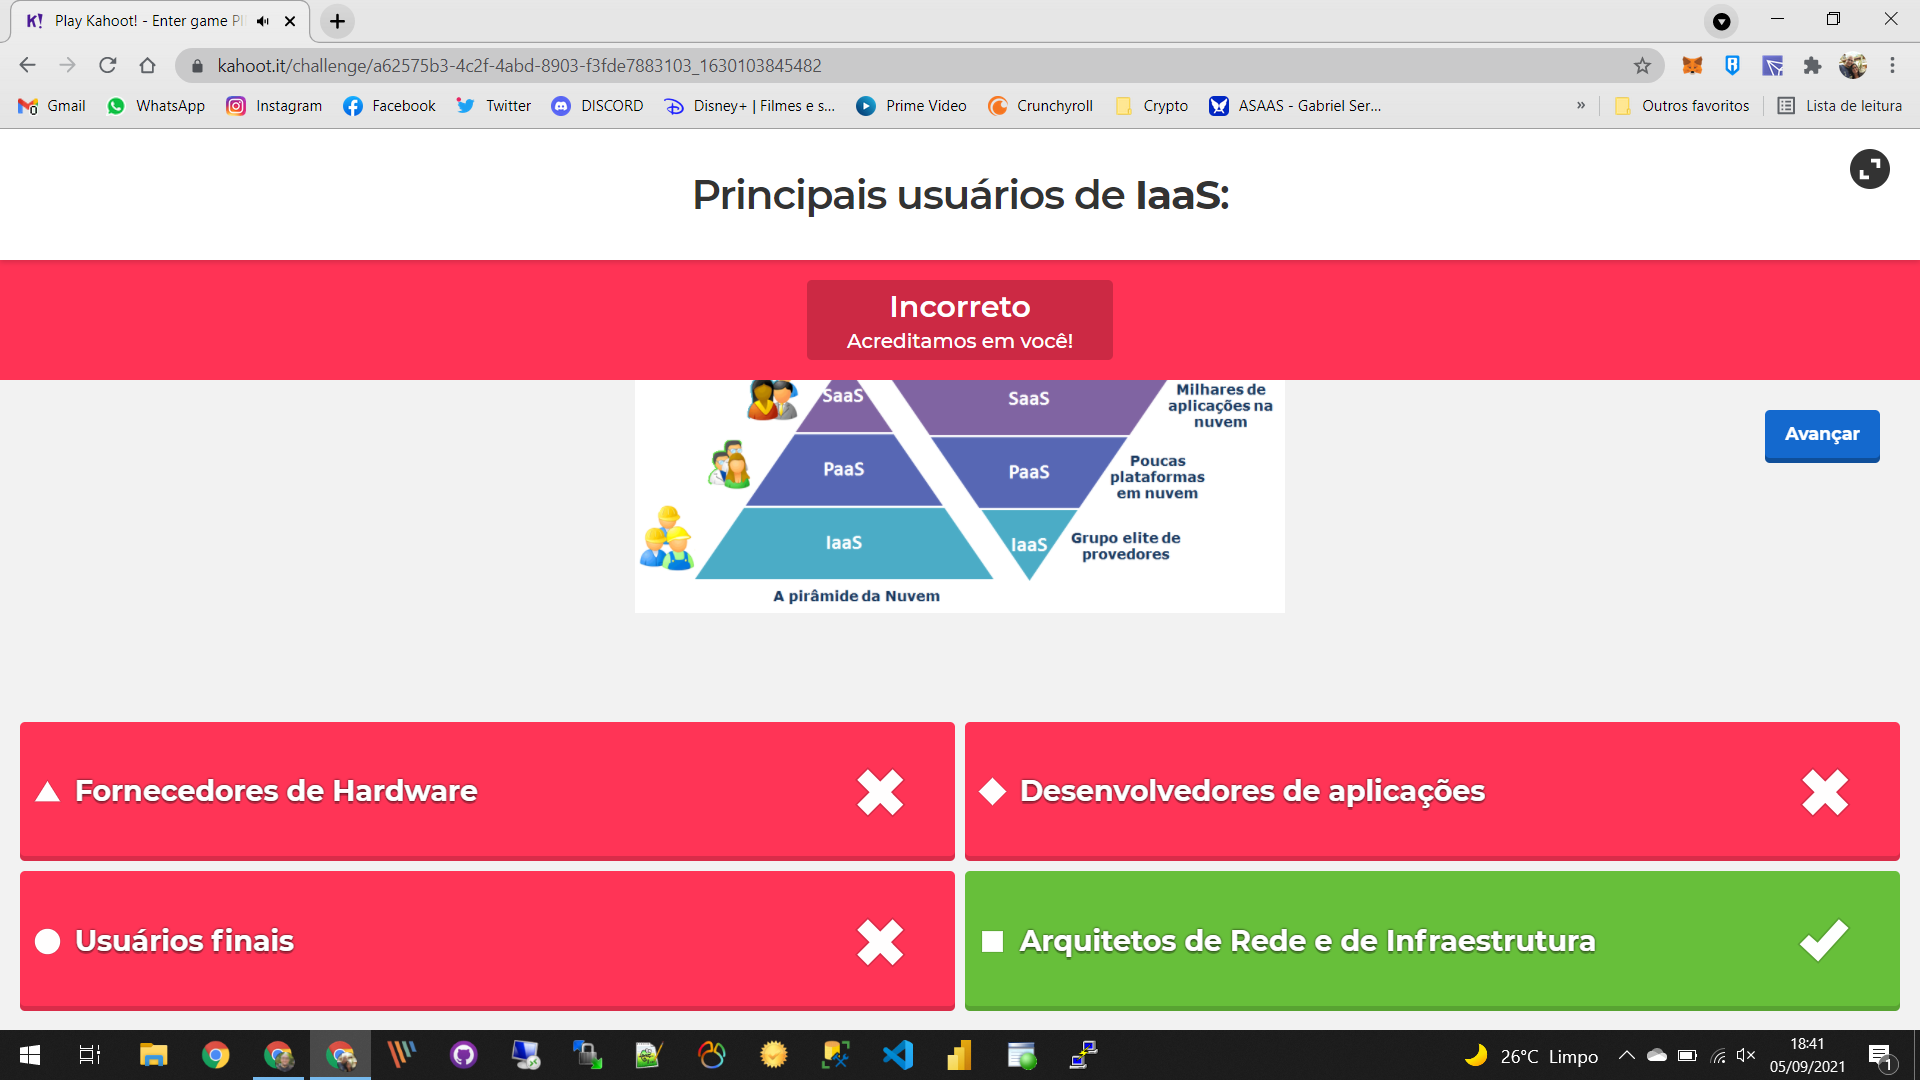 Play Kahoot! - Enter game P
kahoot.it/challenge/a62575b3-4c2f-4abd-8903-f3fde7883103_1630103845482
Gmail WhatsApp Instagram Facebook Twitter DISCORD Disney+ | Filmes e s... Prime Video Crunchyroll Crypto ASAAS - Gabriel Ser... » Outros favoritos Lista de leitura
Principais usuários de IaaS:
Incorreto
Acreditamos em você!
Avançar
SaaS
PaaS
IaaS
A pirâmide da Nuvem
SaaS
PaaS
IaaS
Milhares de
aplicações na
nuvem
Poucas
plataformas
em nuvem
Grupo elite de
provedores
Fornecedores de Hardware
Desenvolvedores de aplicações
Usuários finais
Arquitetos de Rede e de Infraestrutura
26°C Limpo
18:41
05/09/2021
1